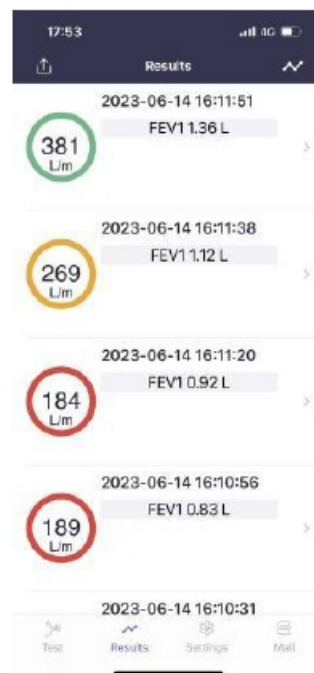 17:53
4G
Results
2023-06-14 16:11:51
FEV1 1.36 L
381
L/m
2023-06-14 16:11:38
FEV1 1.12 L
269
L/m
2023-06-14 16:11:20
FEV1 0.92 L
184
L/m
2023-06-14 16:10:56
FEV1 0.83 L
189
L/m
2023-06-14 16:10:31
Test Results Settings Mall